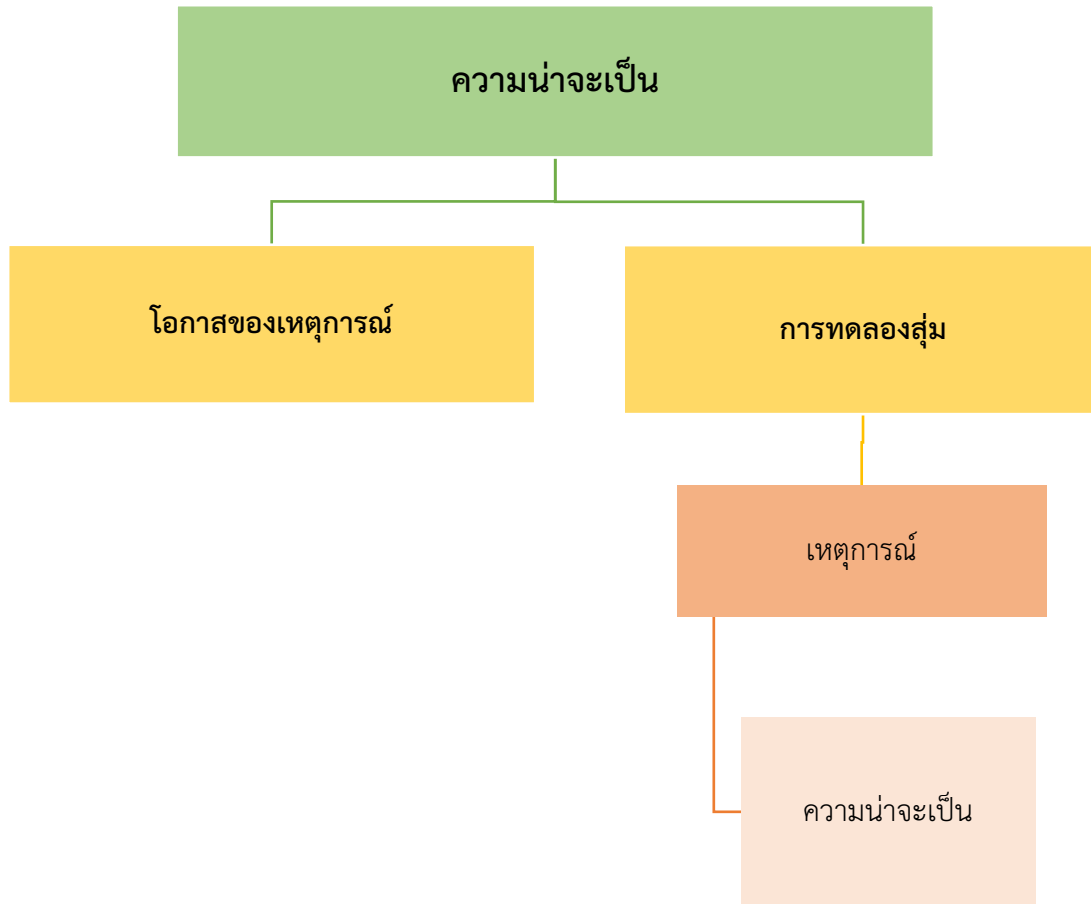 ความน่าจะเป็น
โอกาสของเหตุการณ์
การทดลองสุ่ม
เหตุการณ์
ความน่าจะเป็น